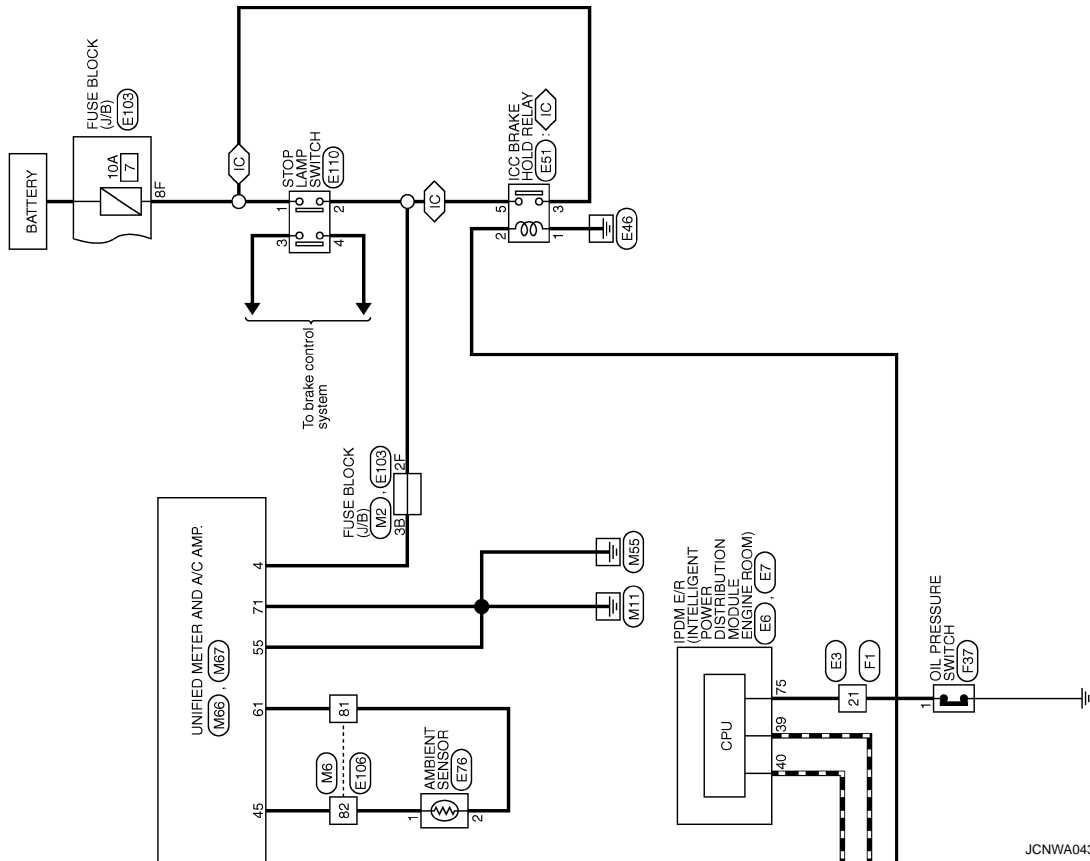 BATTERY
FUSE BLOCK
(J/B)
E103
10A
7
8F
IC
STOP
LAMP
SWITCH
E110
1
2
3
4
To brake control
system
IC
ICC BRAKE
HOLD RELAY
E51 : IC
5
3
2
1
E46
FUSE BLOCK
(J/B)
M2 , E103
3B
2F
UNIFIED METER AND A/C AMP.
M66 , M67
4
71
55
61
45
M55
M11
81
82
M6
E106
AMBIENT
SENSOR
E76
1
2
IPDM E/R
(INTELLIGENT
POWER
DISTRIBUTION
MODULE
ENGINE ROOM)
E6 , E7
CPU
75
39
40
E3
F1
21
OIL PRESSURE
SWITCH
F37
1